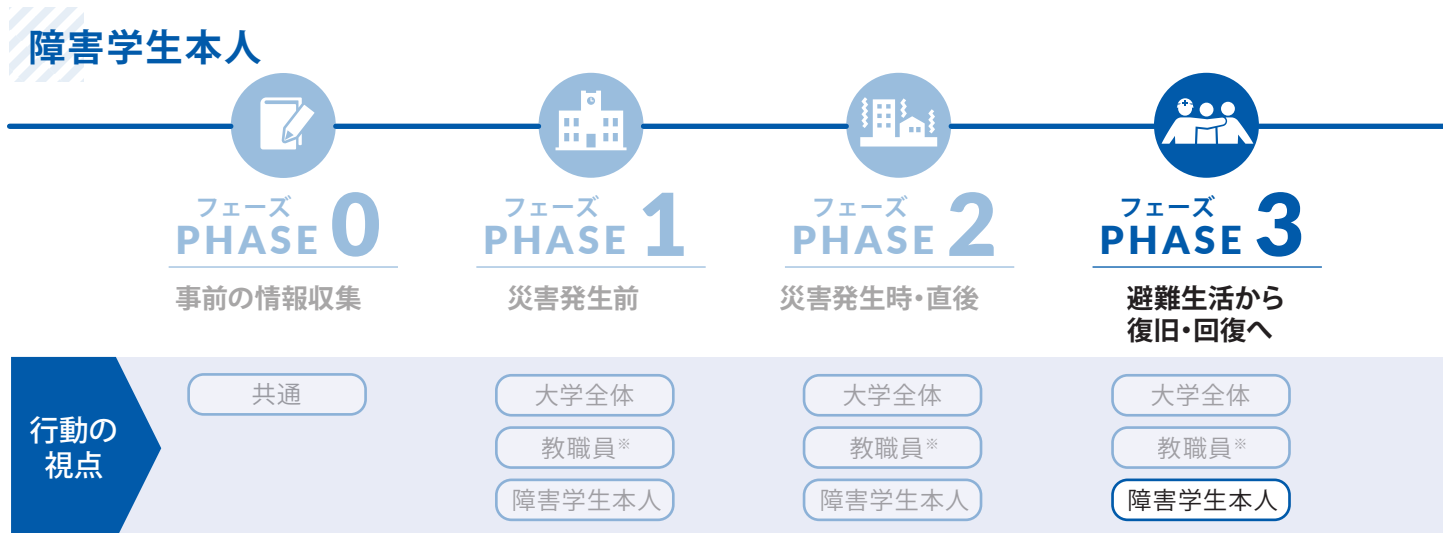 障害学生本人
フェーズ
PHASE 0
事前の情報収集
フェーズ
PHASE 1
災害発生前
フェーズ
PHASE 2
災害発生時・直後
フェーズ
PHASE 3
避難生活から
復旧・回復へ
行動の
視点
共通
大学全体
教職員※
障害学生本人
大学全体
教職員※
障害学生本人
大学全体
教職員※
障害学生本人